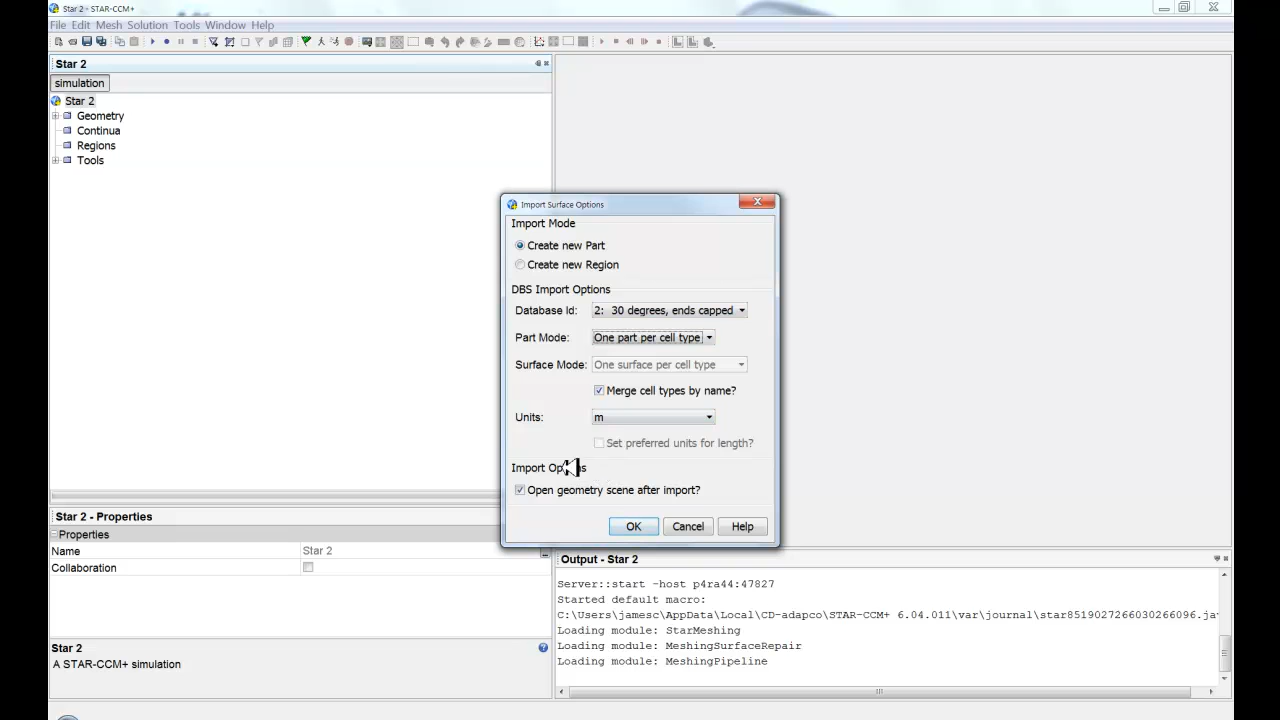 Star 2 - STAR-CCM+
File Edit Mesh Solution Tools Window Help
Star 2
simulation
Star 2
Geometry
Continua
Regions
Tools
Import Surface Options
Import Mode
Create new Part
Create new Region
DBS Import Options
Database Id: 2: 30 degrees, ends capped
Part Mode: One part per cell type
Surface Mode: One surface per cell type
Merge cell types by name?
Units: m
Set preferred units for length?
Import Options
Open geometry scene after import?
OK Cancel Help
Star 2 - Properties
Properties
Name Star 2
Collaboration
Star 2
A STAR-CCM+ simulation
Output - Star 2
Server::start -host p4ra44:47827
Started default macro:
C:\Users\jamesc\AppData\Local\CD-adapco\STAR-CCM+ 6.04.011\var\journal\star8519027266030266096.ja
Loading module: StarMeshing
Loading module: MeshingSurfaceRepair
Loading module: MeshingPipeline